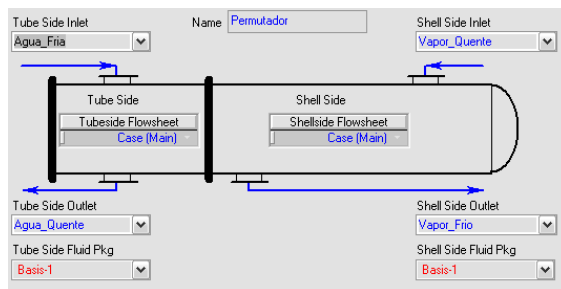 Tube Side Inlet
Name Permutador
Shell Side Inlet
Agua_Fria
Vapor_Quente
Tube Side
Shell Side
Tubeside Flowsheet
Shellside Flowsheet
Case (Main)
Case (Main)
Tube Side Outlet
Shell Side Outlet
Agua_Quente
Vapor_Frio
Tube Side Fluid Pkg
Shell Side Fluid Pkg
Basis-1
Basis-1